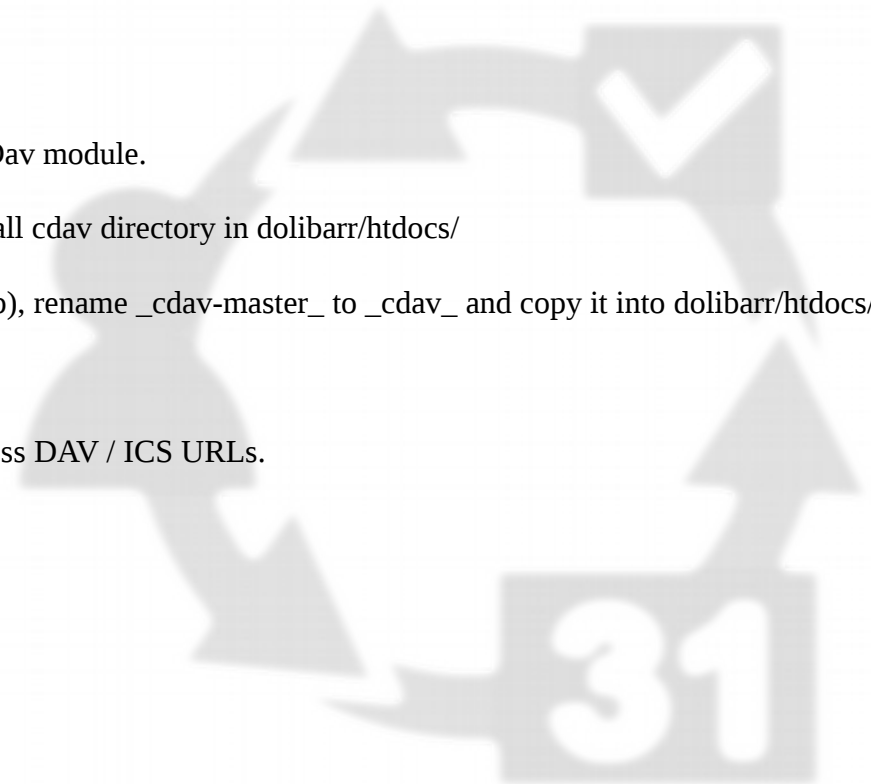 Dav module.
all cdav directory in dolibarr/htdocs/
), rename _cdav-master_ to _cdav_ and copy it into dolibarr/htdocs/
ss DAV / ICS URLs.
31